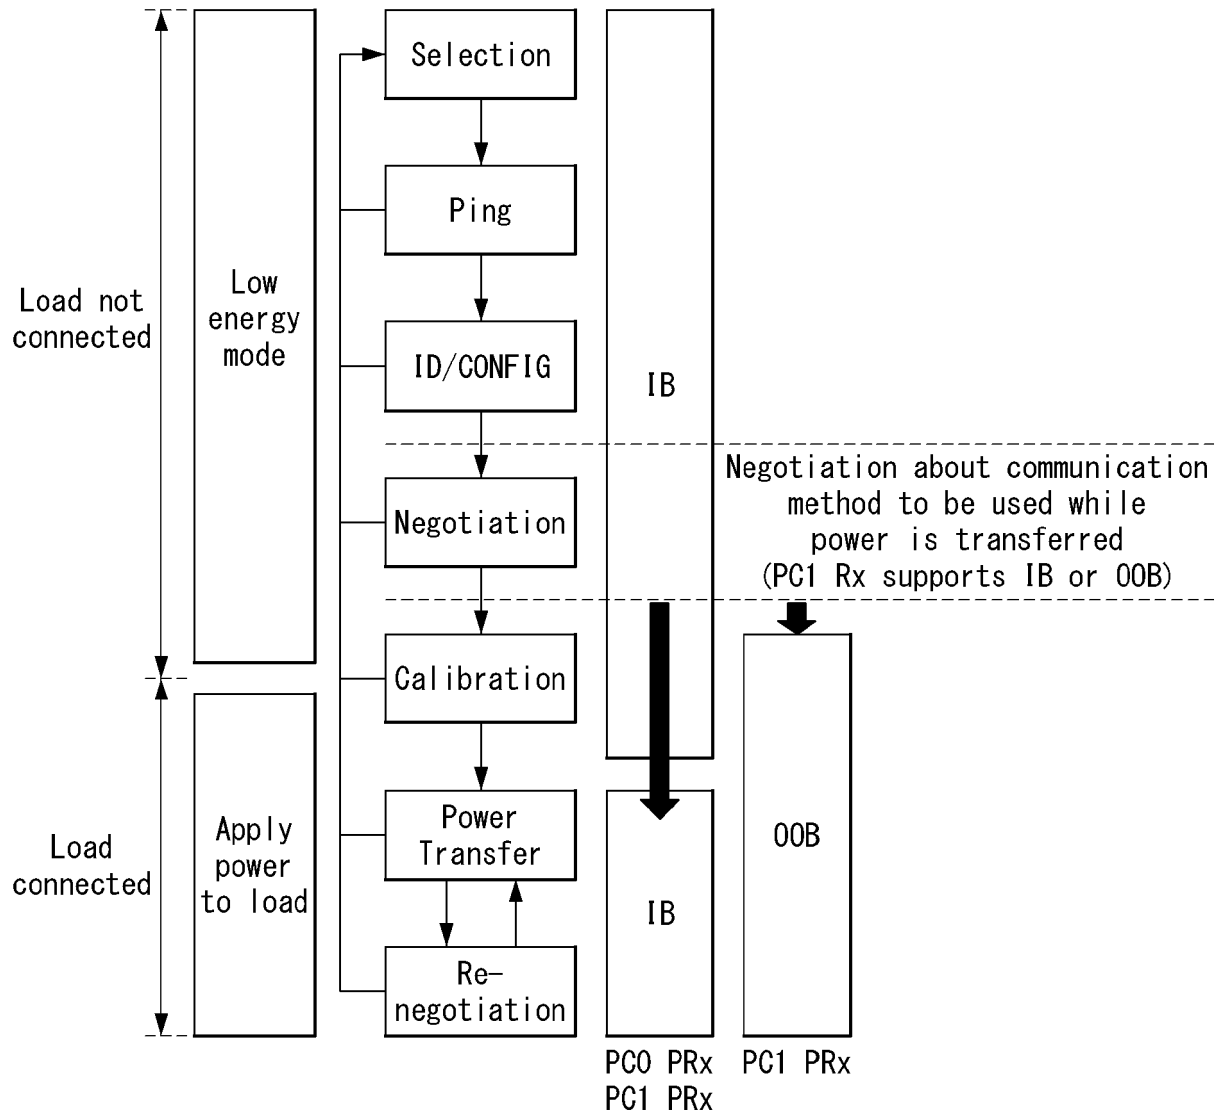 Selection
Ping
Load not
connected
Low
energy
mode
ID/CONFIG
IB
Negotiation
Negotiation about communication
method to be used while
power is transferred
(PC1 Rx supports IB or OOB)
Calibration
Load
connected
Apply
power
to load
Power
Transfer
OOB
IB
Re-
negotiation
PC0 PRx
PC1 PRx
PC1 PRx